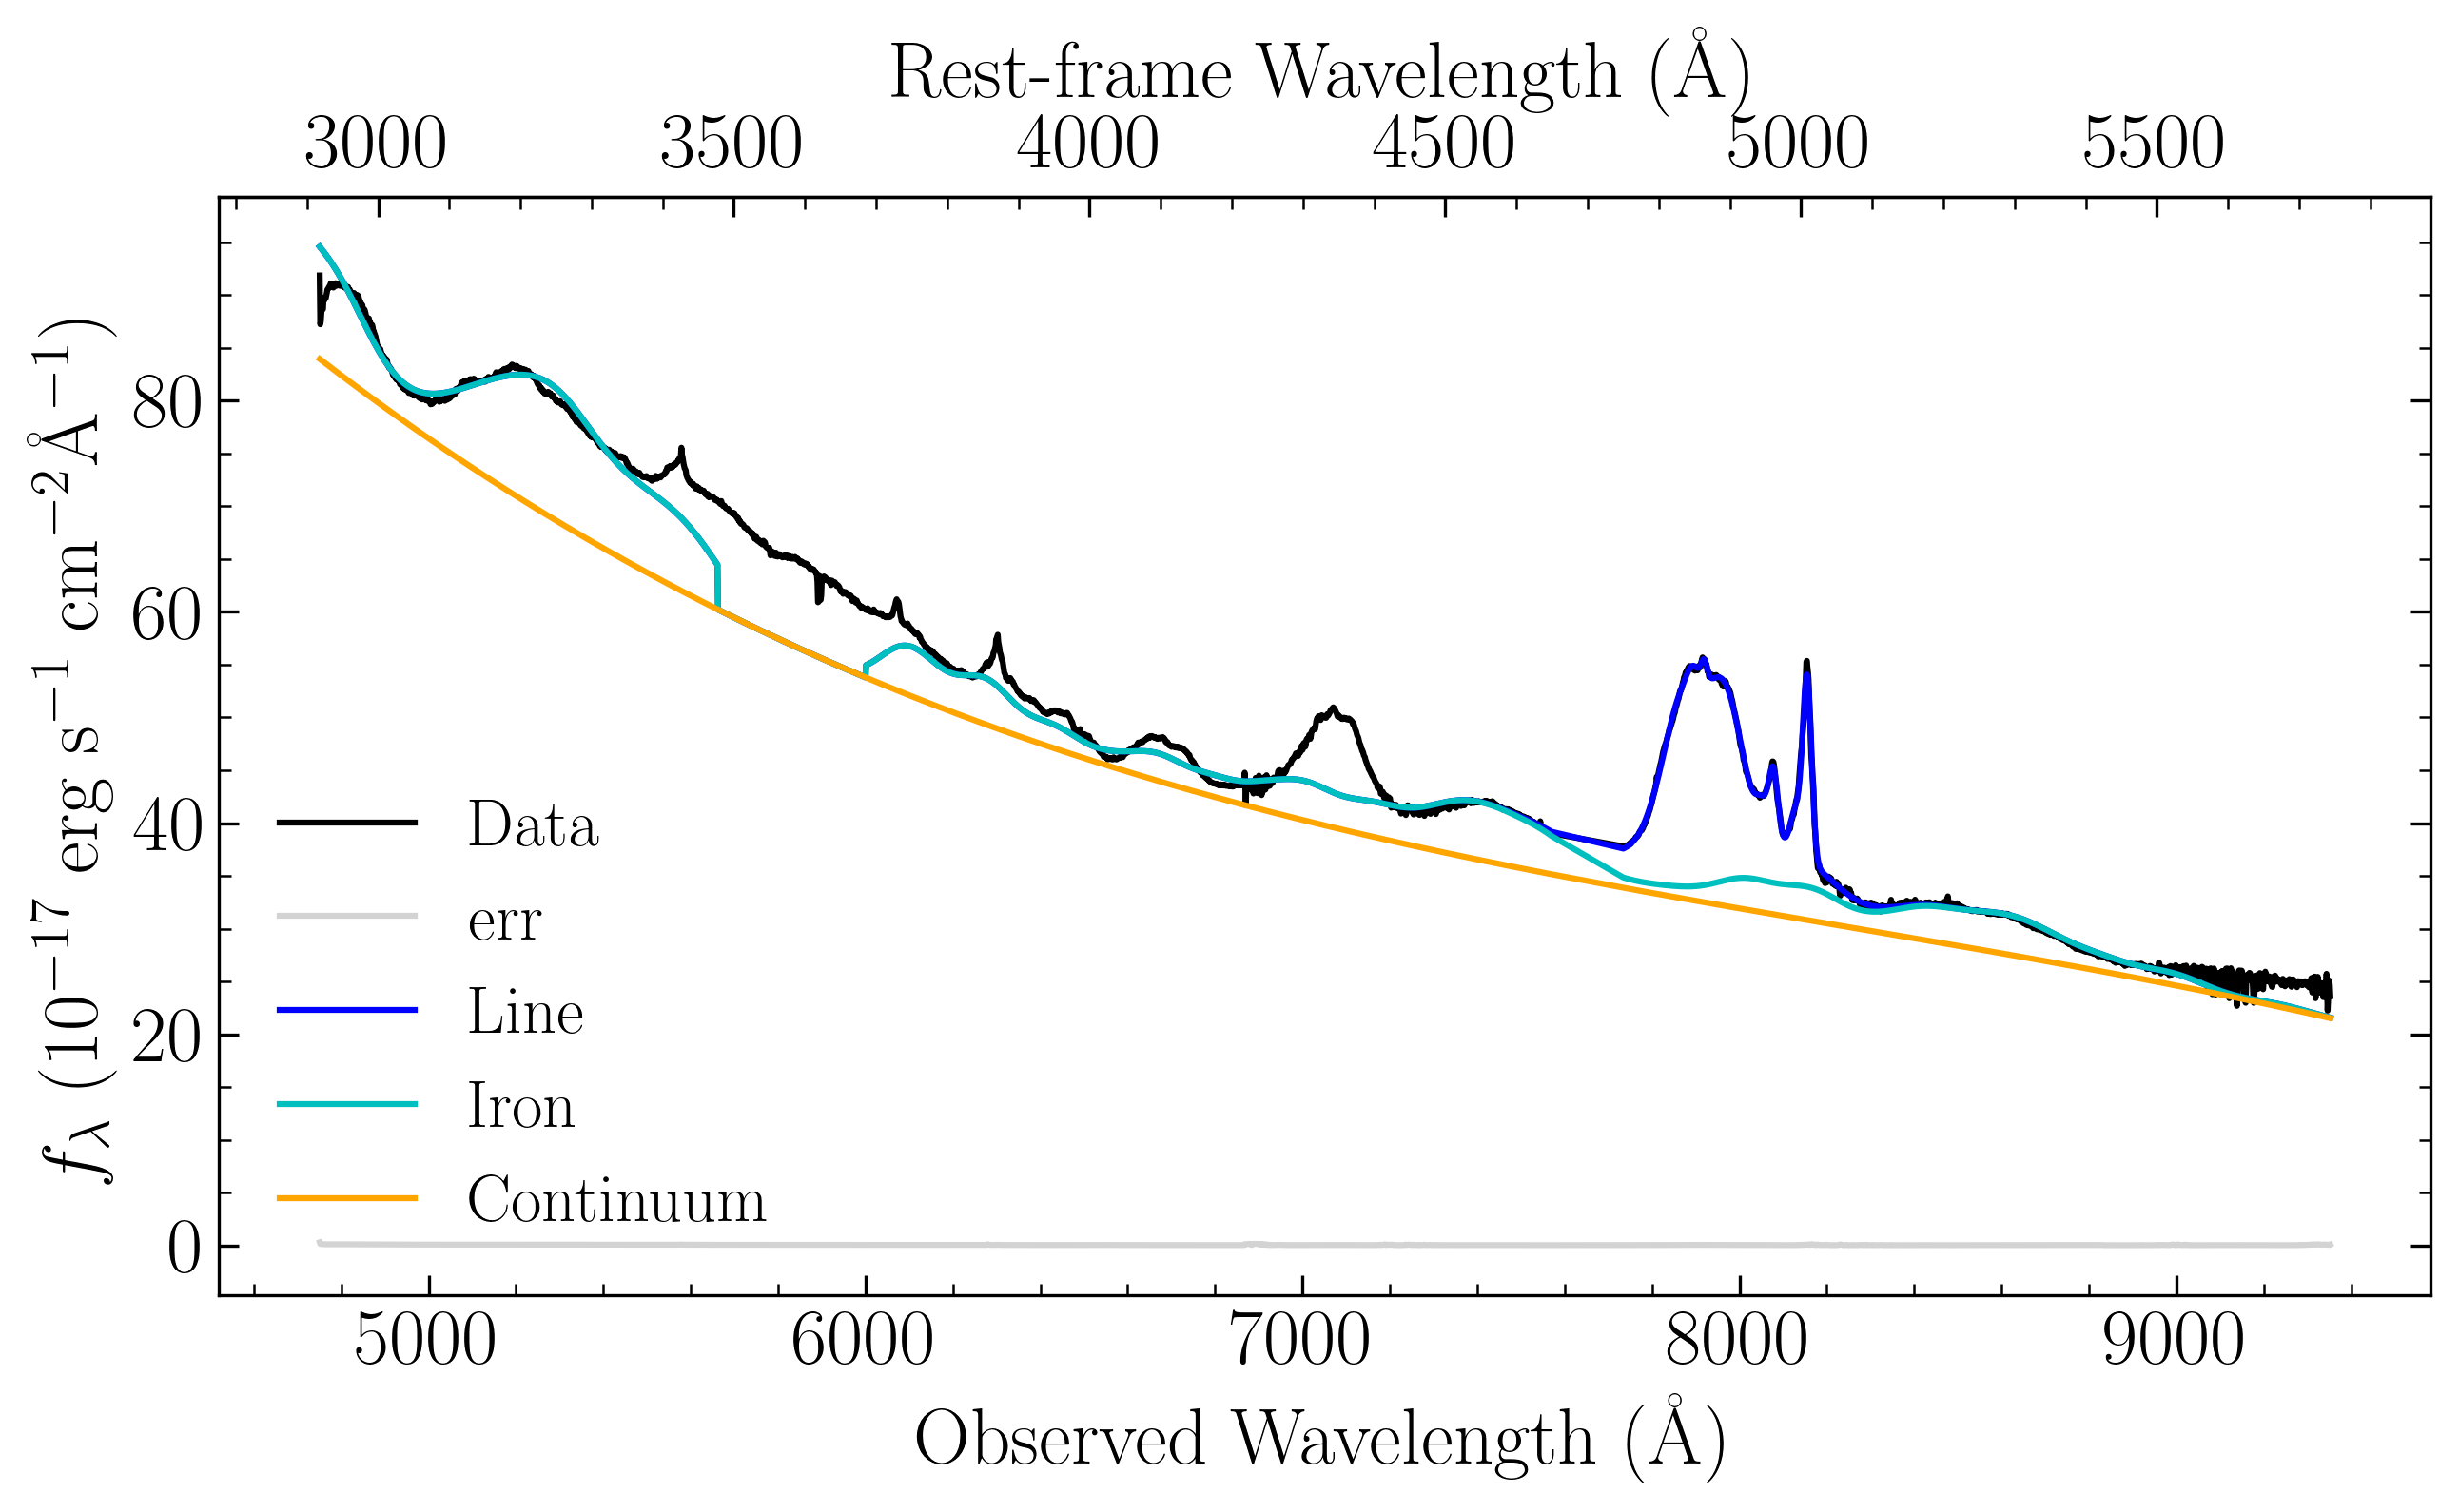 Rest-frame Wavelength (Å)
3000 3500 4000 4500 5000 5500
f_λ (10^−17 erg s^−1 cm^−2 Å^−1)
80
60
40
20
0
Data
err
Line
Iron
Continuum
5000 6000 7000 8000 9000
Observed Wavelength (Å)